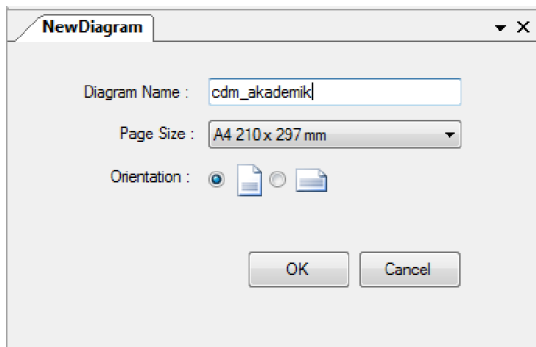 NewDiagram
Diagram Name :
cdm_akademik
Page Size :
A4 210 x 297 mm
Orientation :
OK
Cancel